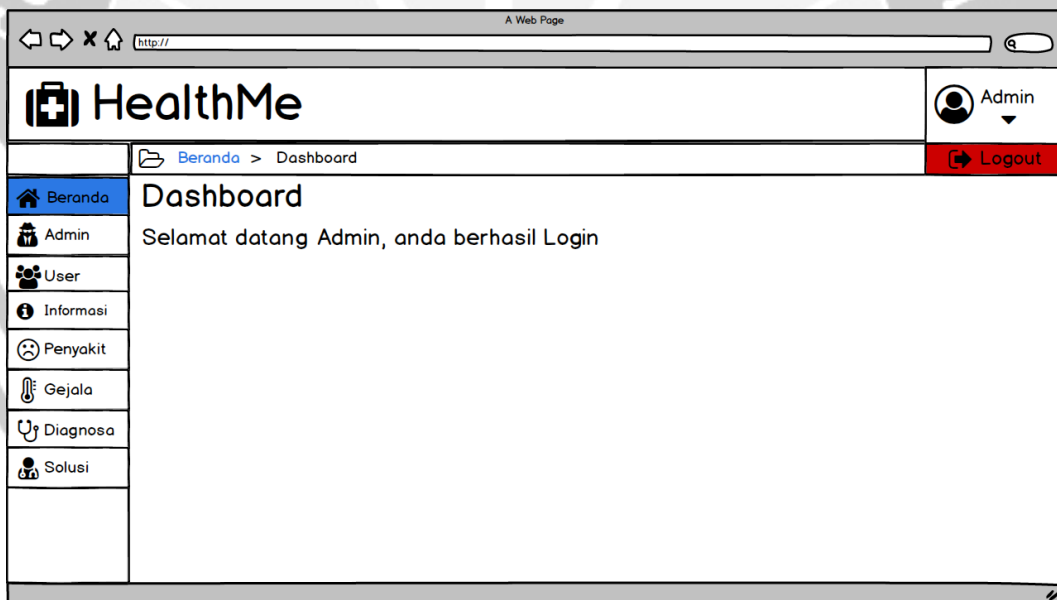 A Web Page
http://
HealthMe
Admin
Beranda > Dashboard
Logout
Beranda
Admin
User
Informasi
Penyakit
Gejala
Diagnosa
Solusi
Dashboard
Selamat datang Admin, anda berhasil Login